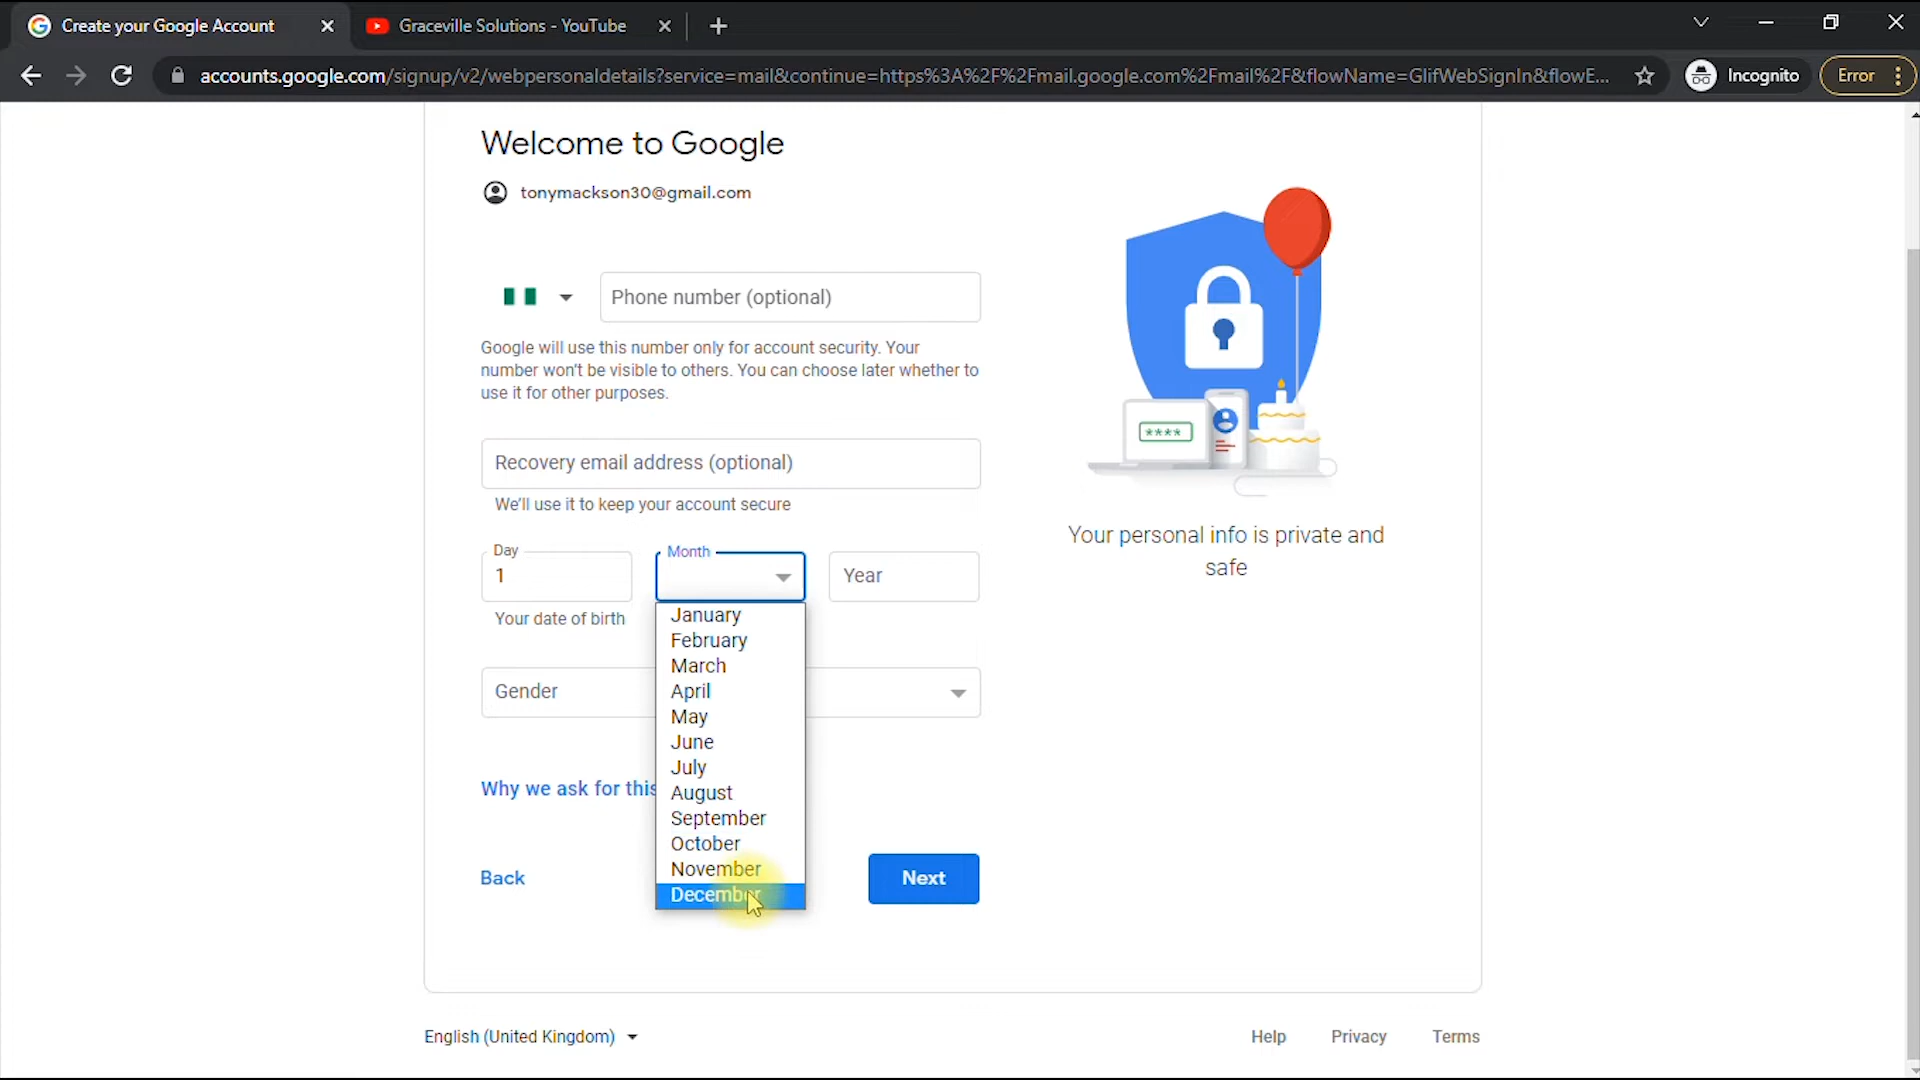 Create your Google Account
Graceville Solutions - YouTube
accounts.google.com/signup/v2/webpersonaldetails?service=mail&continue=https%3A%2F%2Fmail.google.com%2Fmail%2F&flowName=GlifWebSignIn&flowE...
Incognito
Error
Welcome to Google
tonymackson30@gmail.com
Phone number (optional)
Google will use this number only for account security. Your
number won't be visible to others. You can choose later whether to
use it for other purposes.
****
Recovery email address (optional)
We'll use it to keep your account secure
Your personal info is private and
safe
Day
1
Month
Year
Your date of birth
January
February
March
April
May
June
July
August
September
October
November
December
Gender
Why we ask for this
Back
Next
English (United Kingdom)
Help
Privacy
Terms